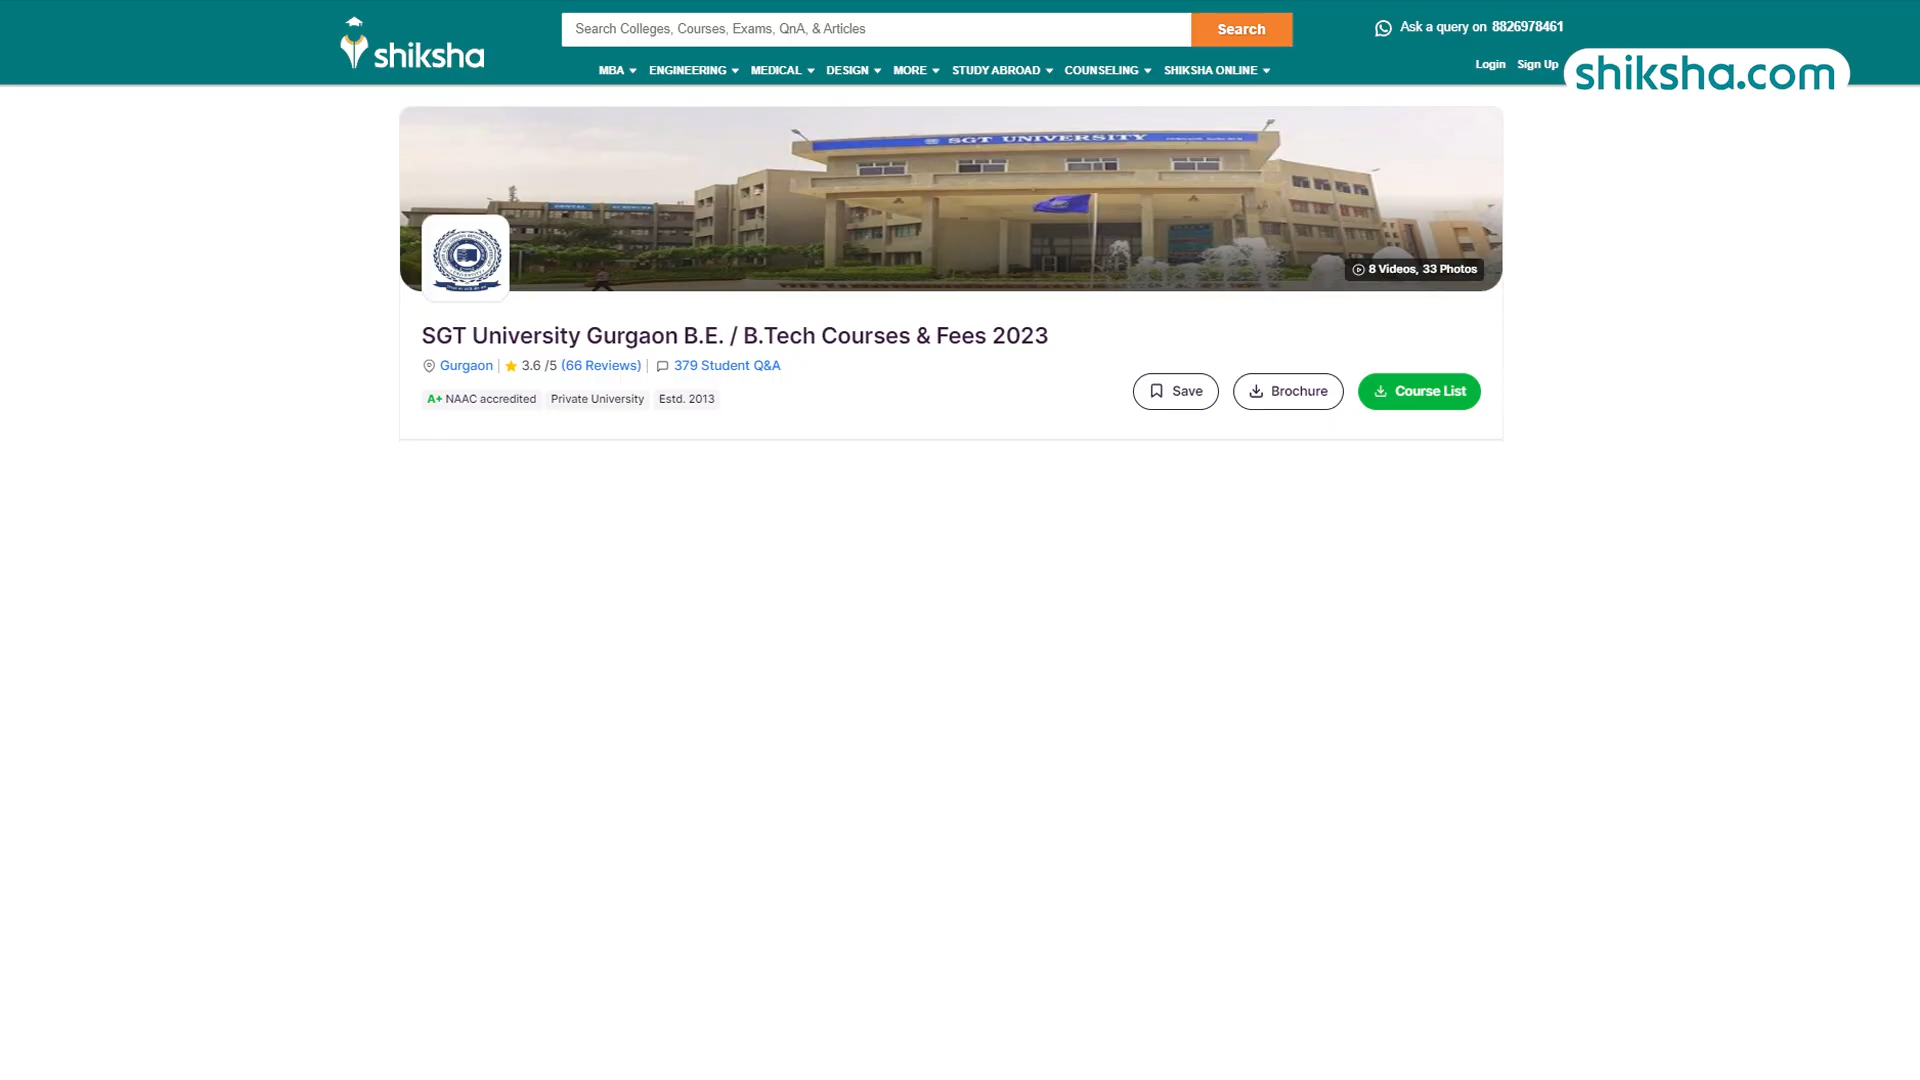 shiksha
Search Colleges, Courses, Exams, QnA, & Articles
Search
Ask a query on 8826978461
MBA ENGINEERING MEDICAL DESIGN MORE STUDY ABROAD COUNSELING SHIKSHA ONLINE
Login Sign Up
shiksha.com
SGT UNIVERSITY
8 Videos, 33 Photos
SGT University Gurgaon B.E. / B.Tech Courses & Fees 2023
Gurgaon | 3.6 /5 (66 Reviews) | 379 Student Q&A
A+ NAAC accredited Private University Estd. 2013
Save Brochure Course List